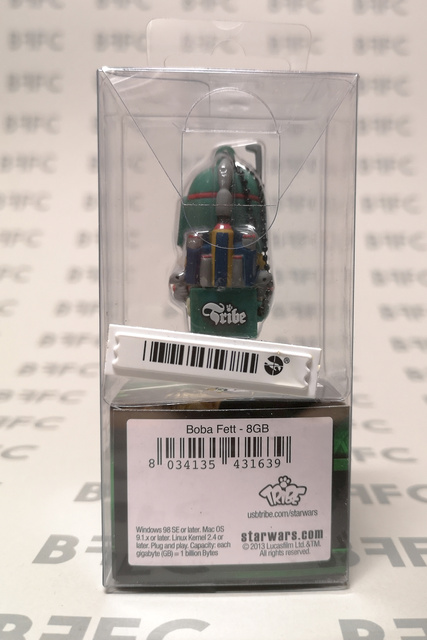 BFFC
Tribe
Boba Fett - 8GB
8 034135 431639
TRIBE
usbtribe.com/starwars
Windows 98 SE or later. Mac OS
9.1.x or later. Linux Kernel 2.4 or
later. Plug and play. Capacity: each
gigabyte (GB) = 1 billion Bytes
starwars.com
© 2013 Lucasfilm Ltd. & TM.
All rights reserved.